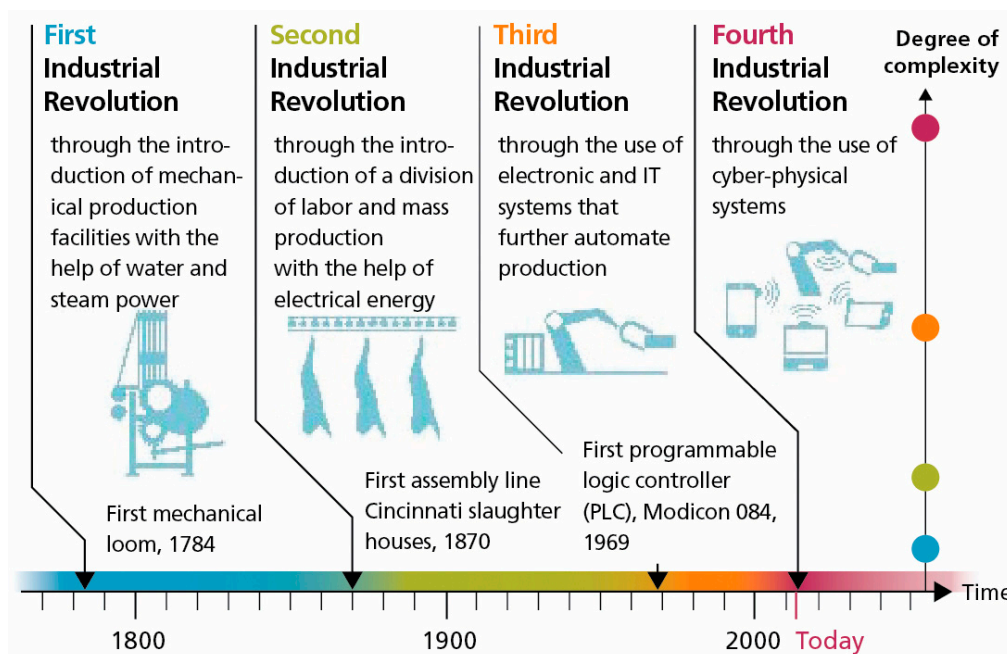 First
Industrial
Revolution
through the intro-
duction of mechan-
ical production
facilities with the
help of water and
steam power
First mechanical
loom, 1784
Second
Industrial
Revolution
through the intro-
duction of a division
of labor and mass
production
with the help of
electrical energy
First assembly line
Cincinnati slaughter
houses, 1870
Third
Industrial
Revolution
through the use of
electronic and IT
systems that
further automate
production
First programmable
logic controller
(PLC), Modicon 084,
1969
Fourth
Industrial
Revolution
through the use of
cyber-physical
systems
Degree of
complexity
Time
1800
1900
2000
Today